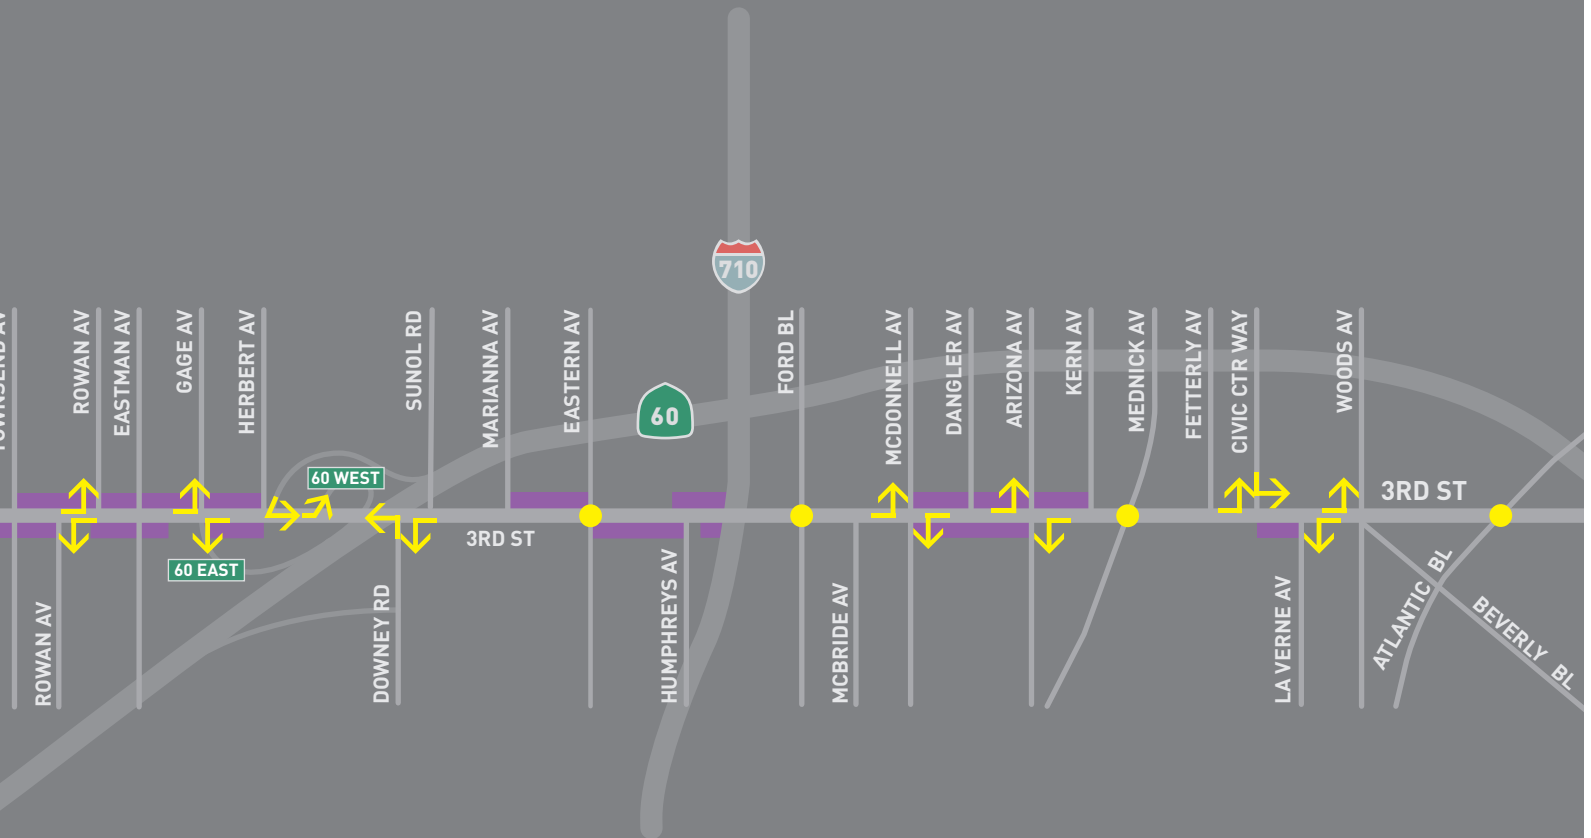 710
ROWAN AV
EASTMAN AV
GAGE AV
HERBERT AV
SUNOL RD
MARIANNA AV
EASTERN AV
60
FORD BL
MCDONNELL AV
DANGLER AV
ARIZONA AV
KERN AV
MEDNICK AV
FETTERLY AV
CIVIC CTR WAY
WOODS AV
60 WEST
3RD ST
3RD ST
60 EAST
ROWAN AV
DOWNEY RD
HUMPHREYS AV
MCBRIDE AV
LA VERNE AV
ATLANTIC BL
BEVERLY BL